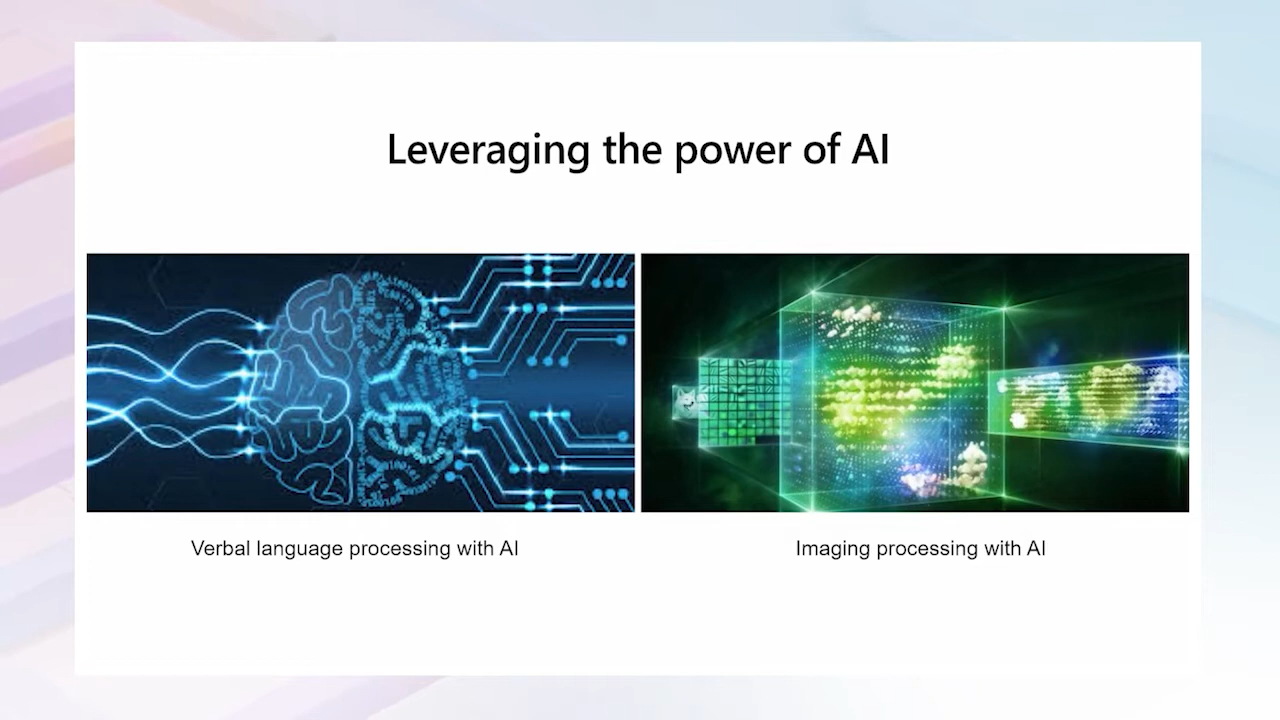 Leveraging the power of AI
Verbal language processing with AI
Imaging processing with AI